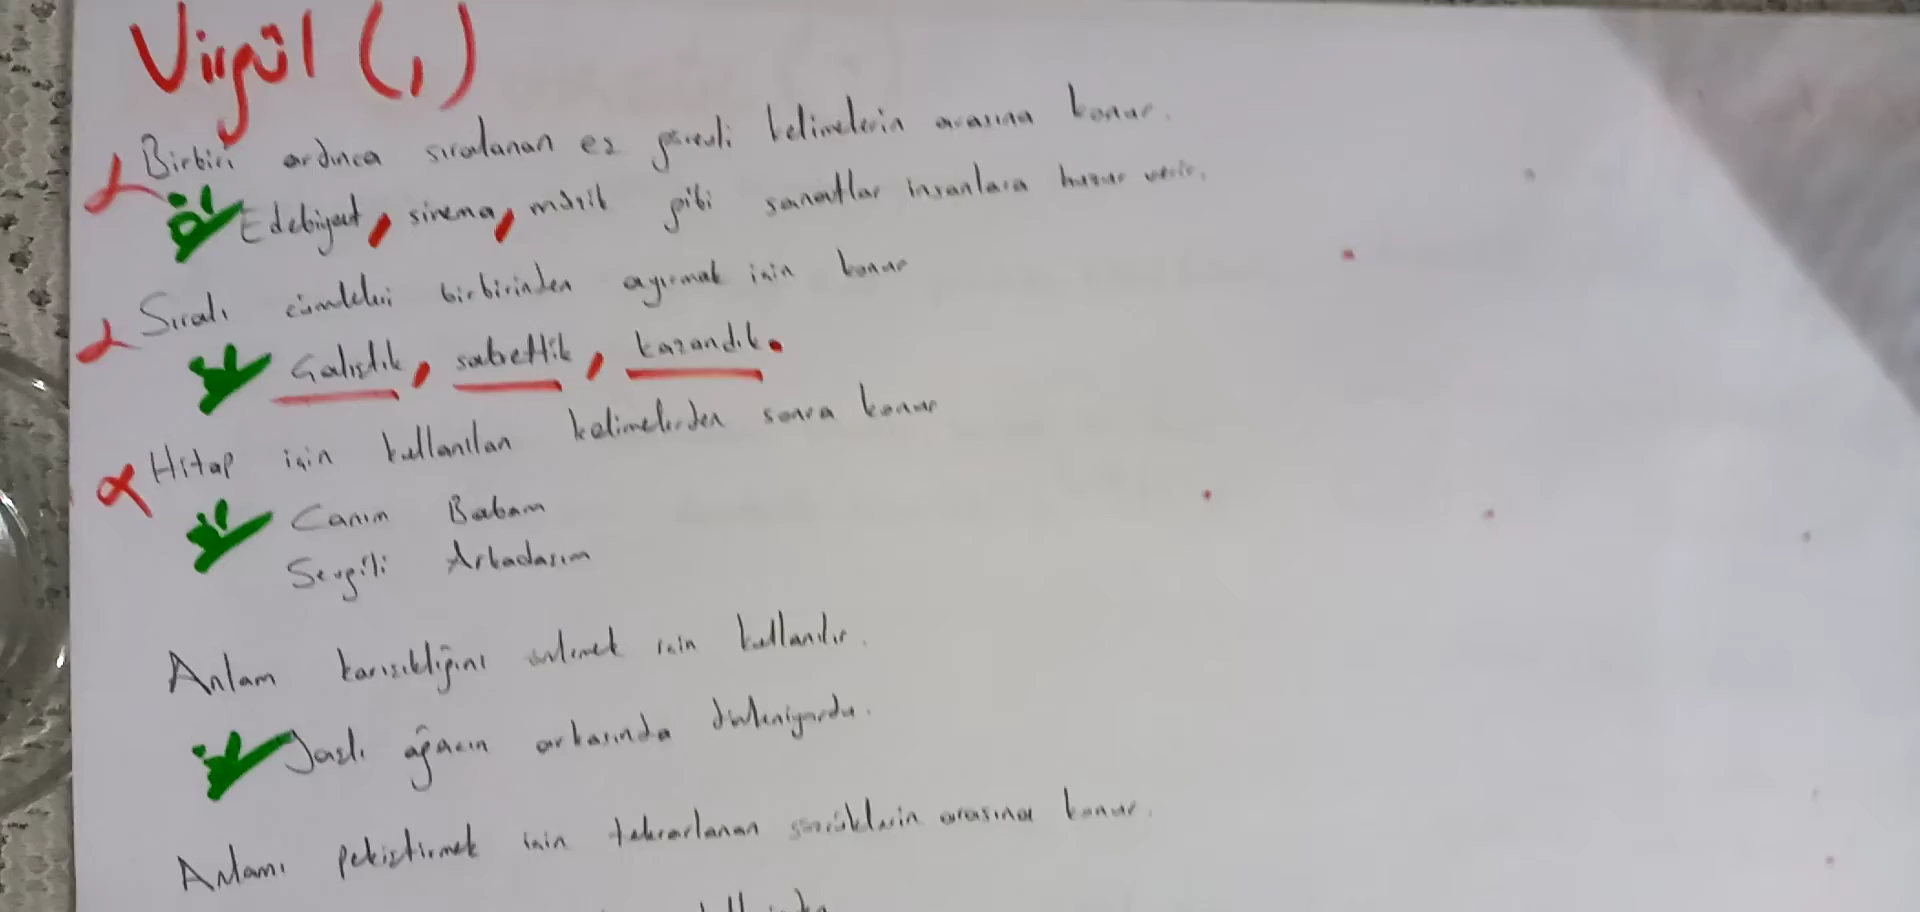 Virgül (,)
Birbiri ardınca sıralanan eş görevli kelimelerin arasına konur.
Edebiyat, sinema, müzik gibi sanatlar insanlara huzur verir.
Sıralı cümleleri birbirinden ayırmak için konur
Çalıştık, sabrettik, kazandık.
Hitap için kullanılan kelimelerden sonra konur
Canım Babam
Sevgili Arkadaşım
Anlam karışıklığını önlemek için kullanılır.
Yaşlı ağacın arkasında dinleniyordu.
Anlamı pekiştirmek için tekrarlanan sözcüklerin arasına konur.